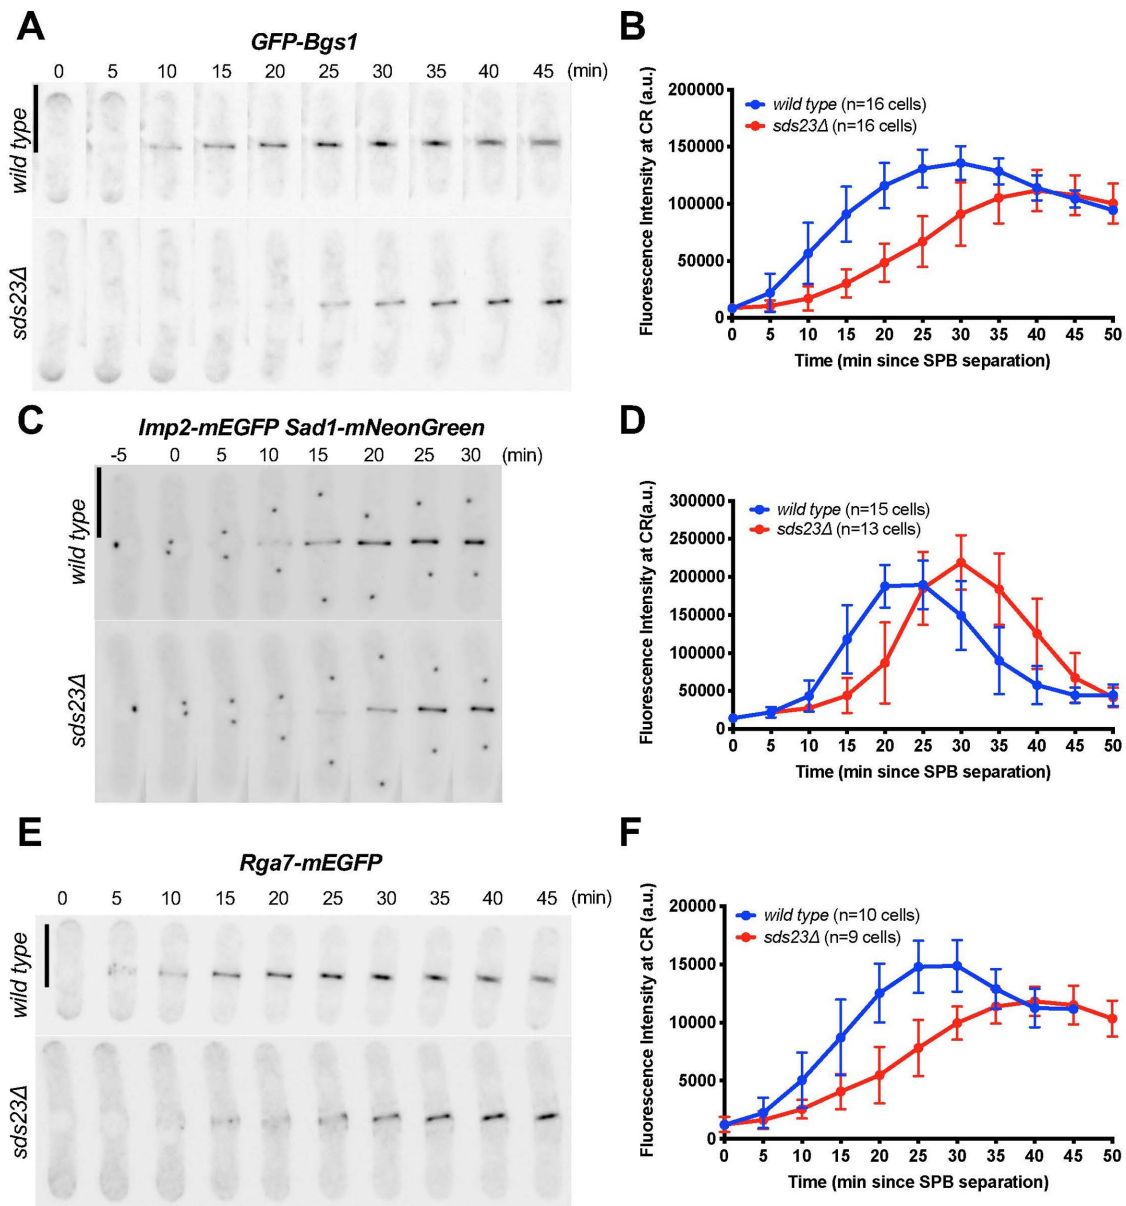 A
GFP-Bgs1
0 5 10 15 20 25 30 35 40 45 (min)
wild type
sds23Δ
B
Fluorescence Intensity at CR (a.u.)
200000
150000
100000
50000
0
wild type (n=16 cells)
sds23Δ (n=16 cells)
0 5 10 15 20 25 30 35 40 45 50
Time (min since SPB separation)
C
Imp2-mEGFP Sad1-mNeonGreen
-5 0 5 10 15 20 25 30 (min)
wild type
sds23Δ
D
Fluorescence Intensity at CR(a.u.)
300000
250000
200000
150000
100000
50000
0
wild type (n=15 cells)
sds23Δ (n=13 cells)
0 5 10 15 20 25 30 35 40 45 50
Time (min since SPB separation)
E
Rga7-mEGFP
0 5 10 15 20 25 30 35 40 45 (min)
wild type
sds23Δ
F
Fluorescence Intensity at CR (a.u.)
20000
15000
10000
5000
0
wild type (n=10 cells)
sds23Δ (n=9 cells)
0 5 10 15 20 25 30 35 40 45 50
Time (min since SPB separation)